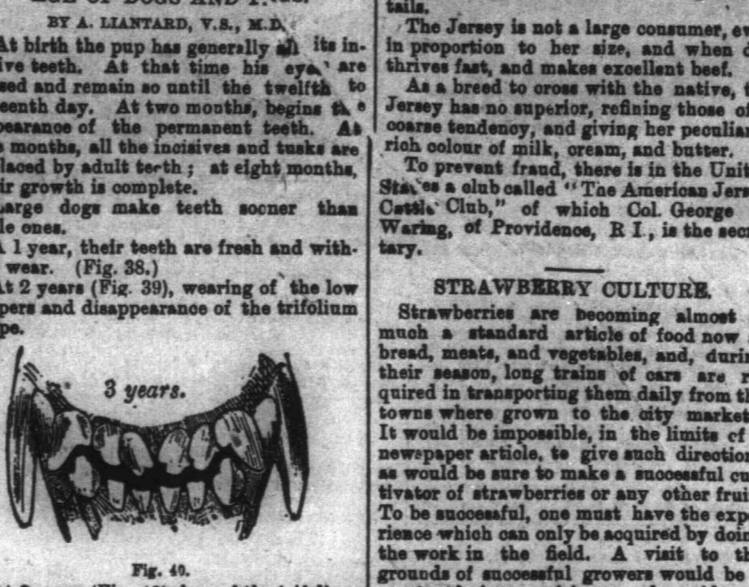 BY A. LIANTARD, V.S., M.D.
At birth the pup has generally all its in-
ive teeth. At that time his eyes are
sed and remain so until the twelfth to
eenth day. At two months, begins the
pearance of the permanent teeth. At
months, all the incisives and tusks are
laced by adult teeth; at eight months,
ir growth is complete.
Large dogs make teeth socner than
le ones.
1 year, their teeth are fresh and with-
wear. (Fig. 38.)
At 2 years (Fig. 39), wearing of the low
pers and disappearance of the trifolium
pe.
3 years.
Fig. 40.
tails.
The Jersey is not a large consumer, ev
in proportion to her size, and when d
thrives fast, and makes excellent beef.
As a breed to cross with the native, t
Jersey has no superior, refining those of
coarse tendency, and giving her peculiar
rich colour of milk, cream, and butter.
To prevent fraud, there is in the Unit
States a club called "The American Jers
Cattle Club," of which Col. George
Waring, of Providence, R I., is the secr
tary.
STRAWBERRY CULTURE.
Strawberries are becoming almost
much a standard article of food now
bread, meats, and vegetables, and, durin
their season, long trains of cars are r
quired in transporting them daily from th
towns where grown to the city market
It would be impossible, in the limits cf
newspaper article, to give such direction
as would be sure to make a successful cu
tivator of strawberries or any other frui
To be successful, one must have the expe
rience which can only be acquired by doin
the work in the field. A visit to th
grounds of successful growers would be